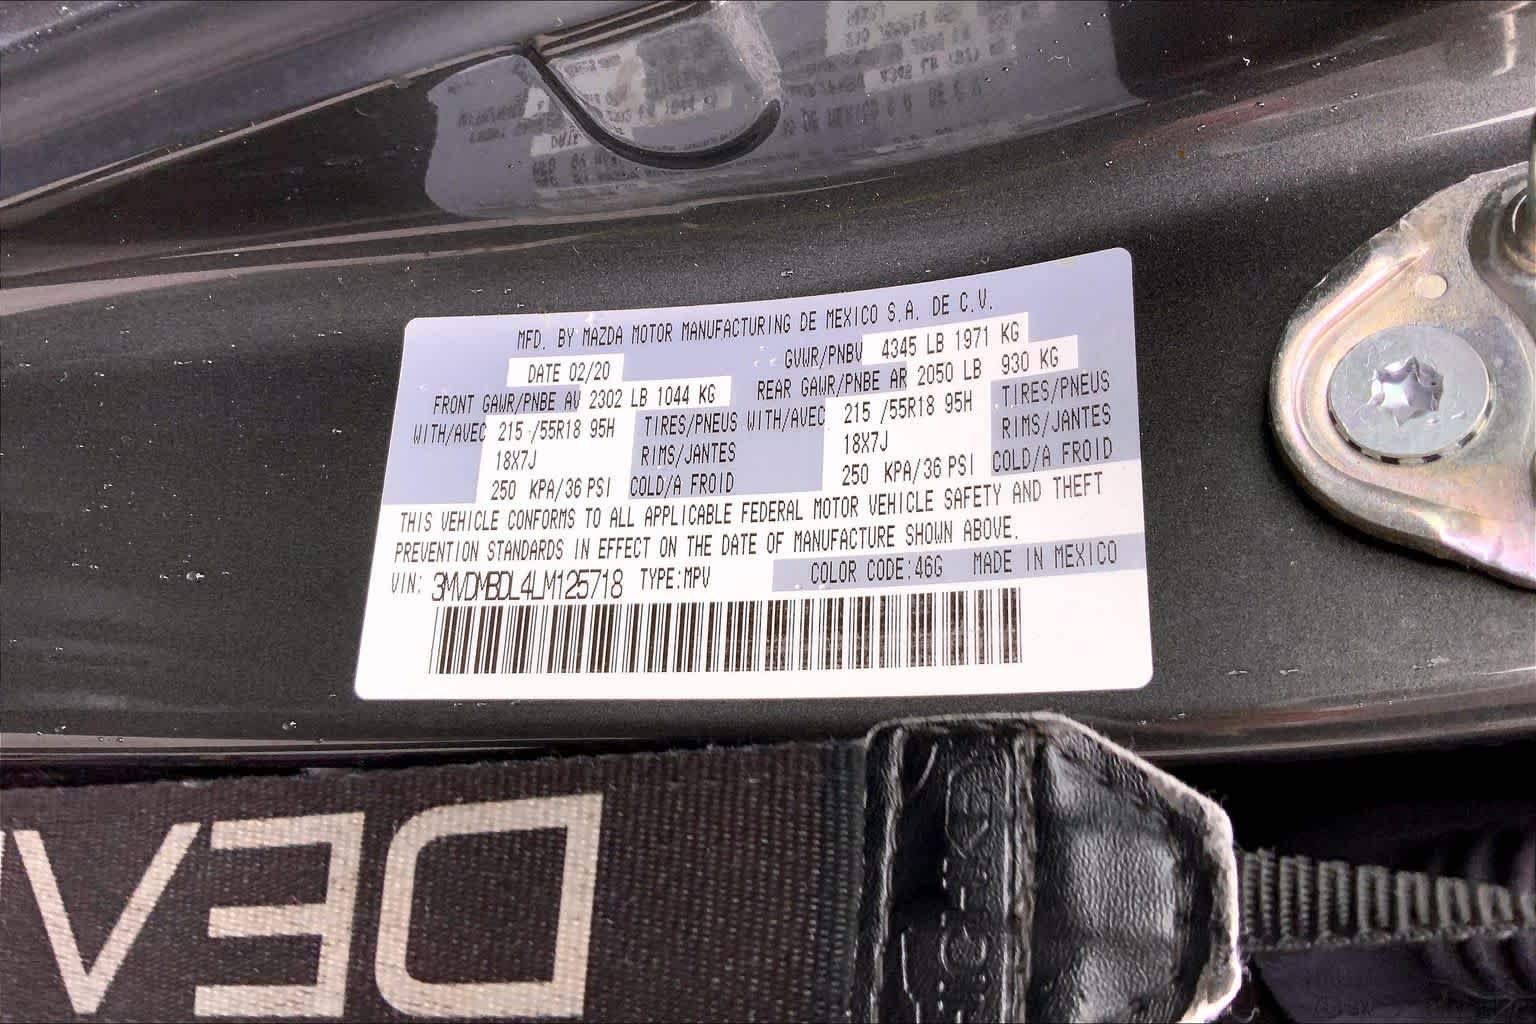 MFD. BY MAZDA MOTOR MANUFACTURING DE MEXICO S.A. DE C.V.
DATE 02/20 GVWR/PNBV 4345 LB 1971 KG
FRONT GAWR/PNBE AV 2302 LB 1044 KG REAR GAWR/PNBE AR 2050 LB 930 KG
WITH/AVEC 215 /55R18 95H TIRES/PNEUS WITH/AVEC 215 /55R18 95H TIRES/PNEUS
18X7J RIMS/JANTES 18X7J RIMS/JANTES
250 KPA/36 PSI COLD/A FROID 250 KPA/36 PSI COLD/A FROID
THIS VEHICLE CONFORMS TO ALL APPLICABLE FEDERAL MOTOR VEHICLE SAFETY AND THEFT
PREVENTION STANDARDS IN EFFECT ON THE DATE OF MANUFACTURE SHOWN ABOVE.
VIN: 3MVDMBDL4LM125718 TYPE:MPV COLOR CODE:46G MADE IN MEXICO